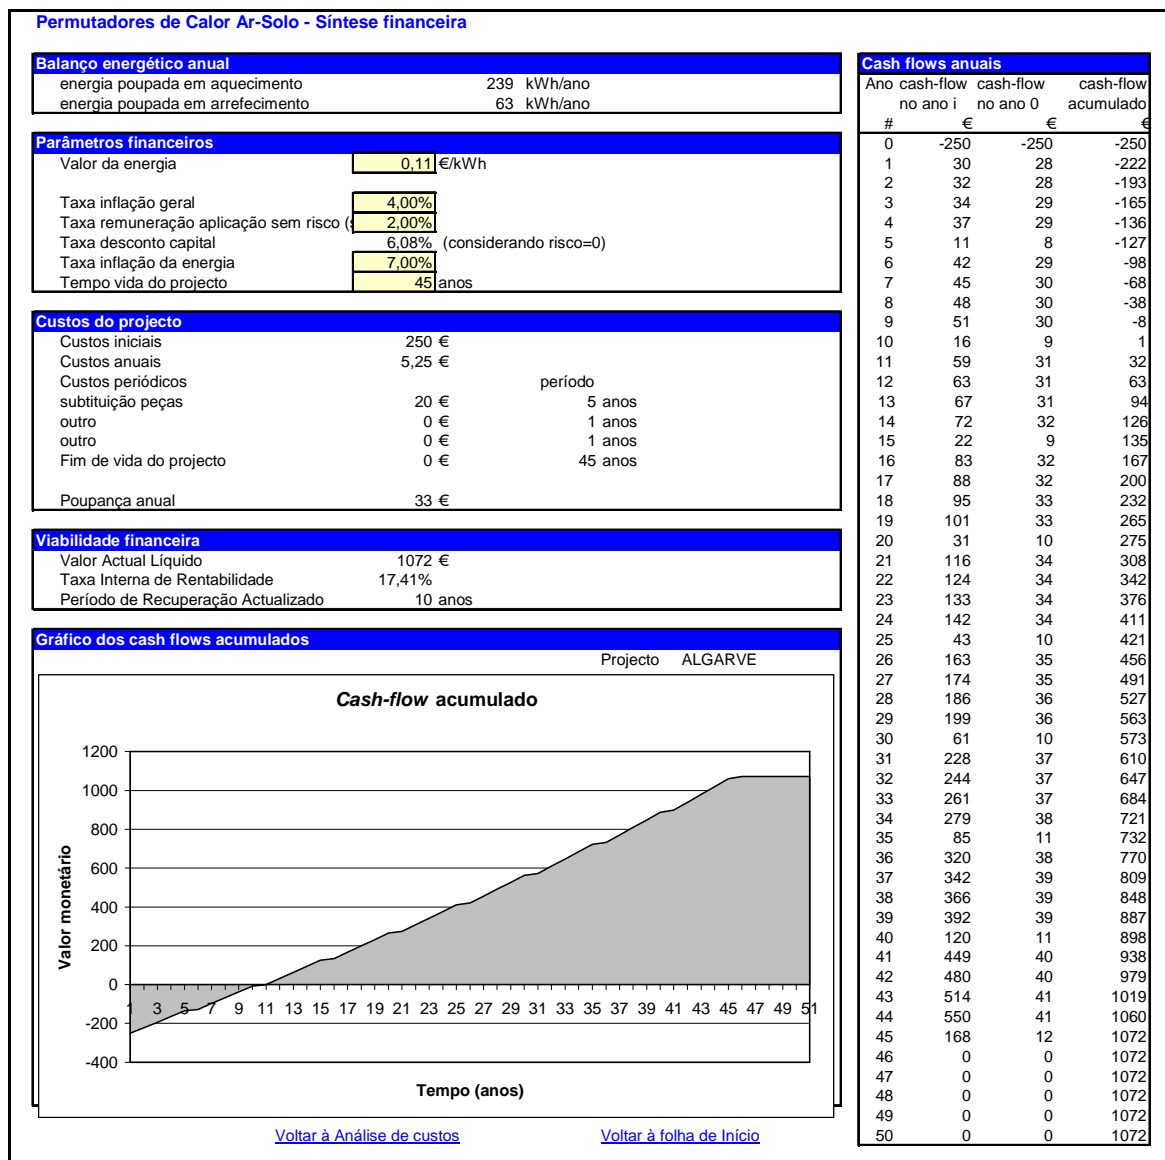 Permutadores de Calor Ar-Solo - Síntese financeira
Balanço energético anual
energia poupada em aquecimento 239 kWh/ano
energia poupada em arrefecimento 63 kWh/ano
Parâmetros financeiros
Valor da energia 0,11 €/kWh
Taxa inflação geral 4,00%
Taxa remuneração aplicação sem risco (s 2,00%
Taxa desconto capital 6,08% (considerando risco=0)
Taxa inflação da energia 7,00%
Tempo vida do projecto 45 anos
Custos do projecto
Custos iniciais 250 €
Custos anuais 5,25 €
Custos periódicos período
subtituição peças 20 € 5 anos
outro 0 € 1 anos
outro 0 € 1 anos
Fim de vida do projecto 0 € 45 anos
Poupança anual 33 €
Viabilidade financeira
Valor Actual Líquido 1072 €
Taxa Interna de Rentabilidade 17,41%
Período de Recuperação Actualizado 10 anos
Gráfico dos cash flows acumulados
Projecto ALGARVE
Cash-flow acumulado
Valor monetário
1200
1000
800
600
400
200
0
-200
-400
1 3 5 7 9 11 13 15 17 19 21 23 25 27 29 31 33 35 37 39 41 43 45 47 49 51
Tempo (anos)
Voltar à Análise de custos Voltar à folha de Início
Cash flows anuais
Ano cash-flow cash-flow cash-flow
no ano i no ano 0 acumulado
# € € €
0 -250 -250 -250
1 30 28 -222
2 32 28 -193
3 34 29 -165
4 37 29 -136
5 11 8 -127
6 42 29 -98
7 45 30 -68
8 48 30 -38
9 51 30 -8
10 16 9 1
11 59 31 32
12 63 31 63
13 67 31 94
14 72 32 126
15 22 9 135
16 83 32 167
17 88 32 200
18 95 33 232
19 101 33 265
20 31 10 275
21 116 34 308
22 124 34 342
23 133 34 376
24 142 34 411
25 43 10 421
26 163 35 456
27 174 35 491
28 186 36 527
29 199 36 563
30 61 10 573
31 228 37 610
32 244 37 647
33 261 37 684
34 279 38 721
35 85 11 732
36 320 38 770
37 342 39 809
38 366 39 848
39 392 39 887
40 120 11 898
41 449 40 938
42 480 40 979
43 514 41 1019
44 550 41 1060
45 168 12 1072
46 0 0 1072
47 0 0 1072
48 0 0 1072
49 0 0 1072
50 0 0 1072